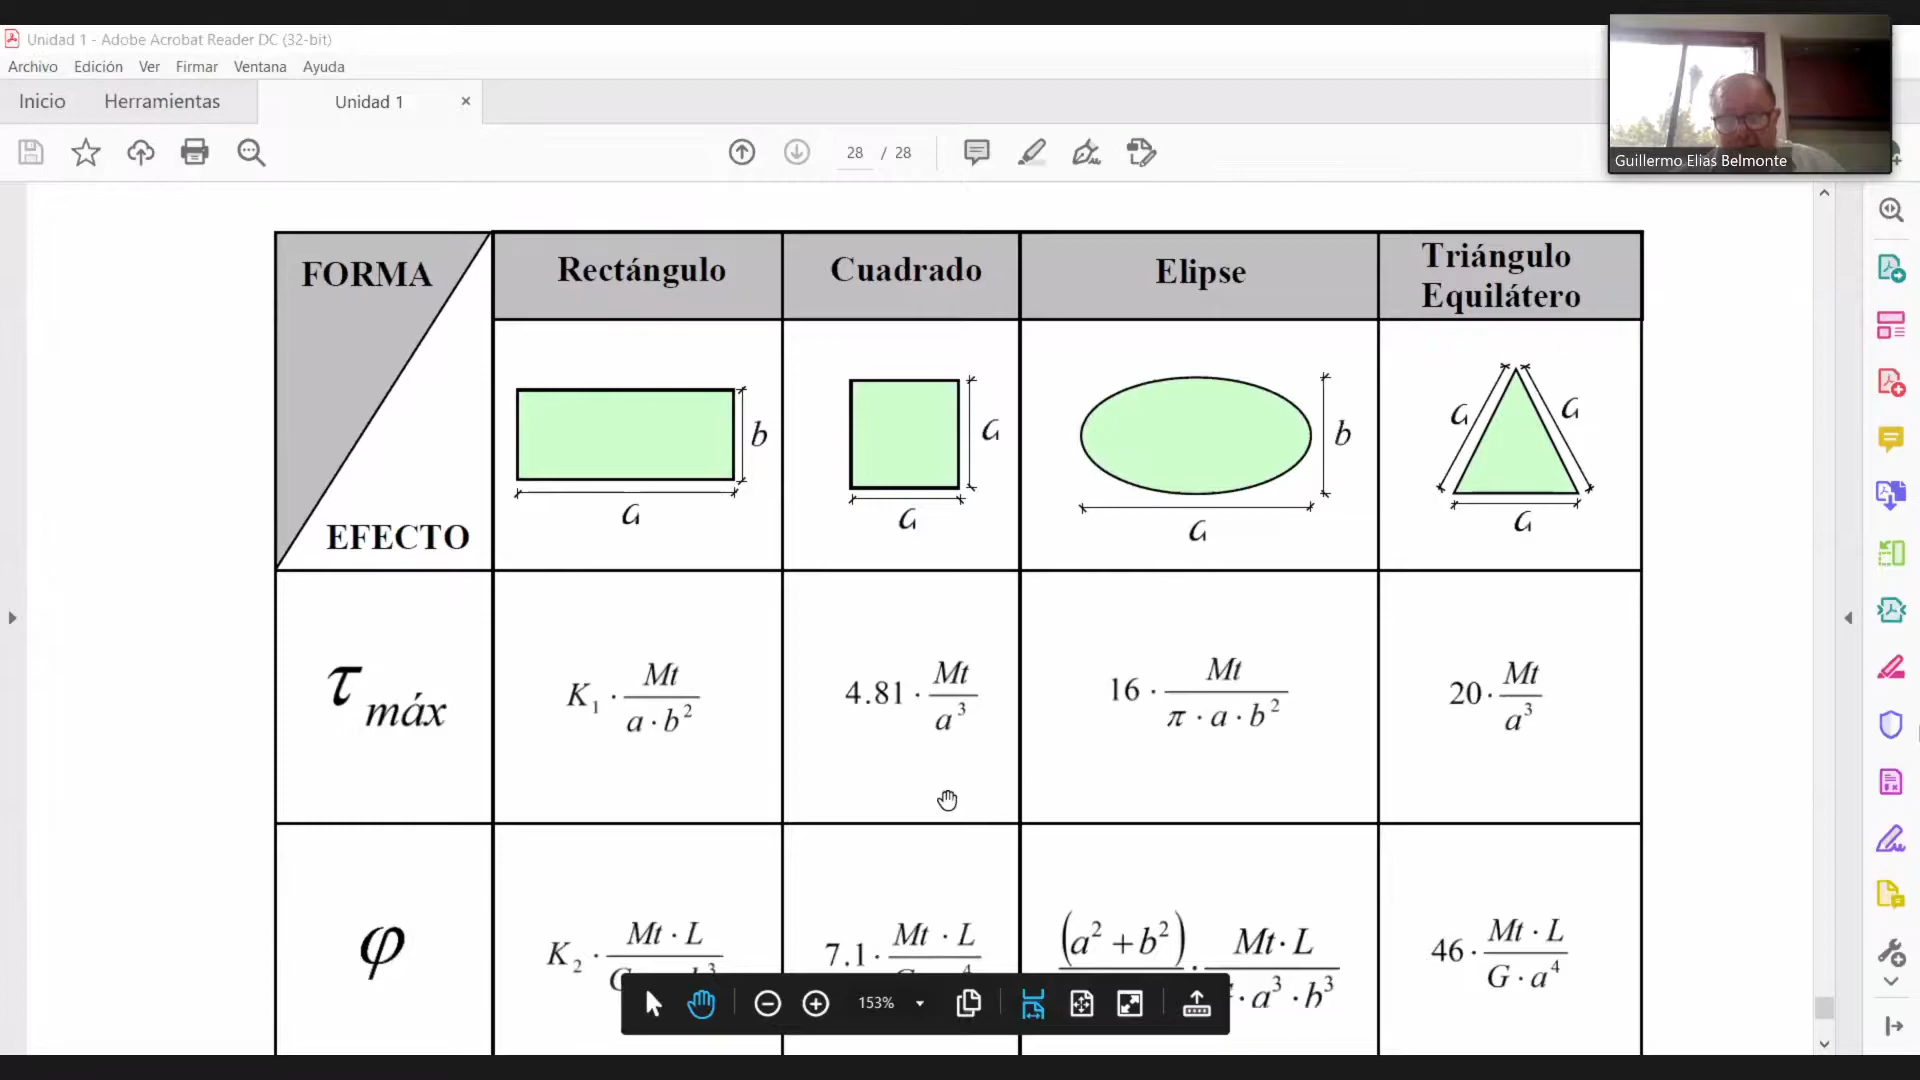 Unidad 1 - Adobe Acrobat Reader DC (32-bit)
Archivo Edición Ver Firmar Ventana Ayuda
Inicio Herramientas Unidad 1 ×
28 / 28
Guillermo Elias Belmonte
FORMA
EFECTO
Rectángulo
Cuadrado
Elipse
Triángulo
Equilátero
b
a
a
a
b
a
a
a
a
τ máx
K₁ · Mt / a · b²
4.81 · Mt / a³
16 · Mt / π · a · b²
20 · Mt / a³
φ
K₂ · Mt · L
7.1 · Mt · L
(a² + b²) · Mt · L / · a³ · b³
46 · Mt · L / G · a⁴
153%